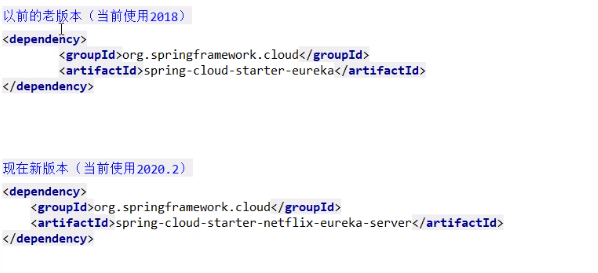 以前的老版本（当前使用2018）
<dependency>
<groupId>org.springframework.cloud</groupId>
<artifactId>spring-cloud-starter-eureka</artifactId>
</dependency>
现在新版本（当前使用2020.2）
<dependency>
<groupId>org.springframework.cloud</groupId>
<artifactId>spring-cloud-starter-netflix-eureka-server</artifactId>
</dependency>